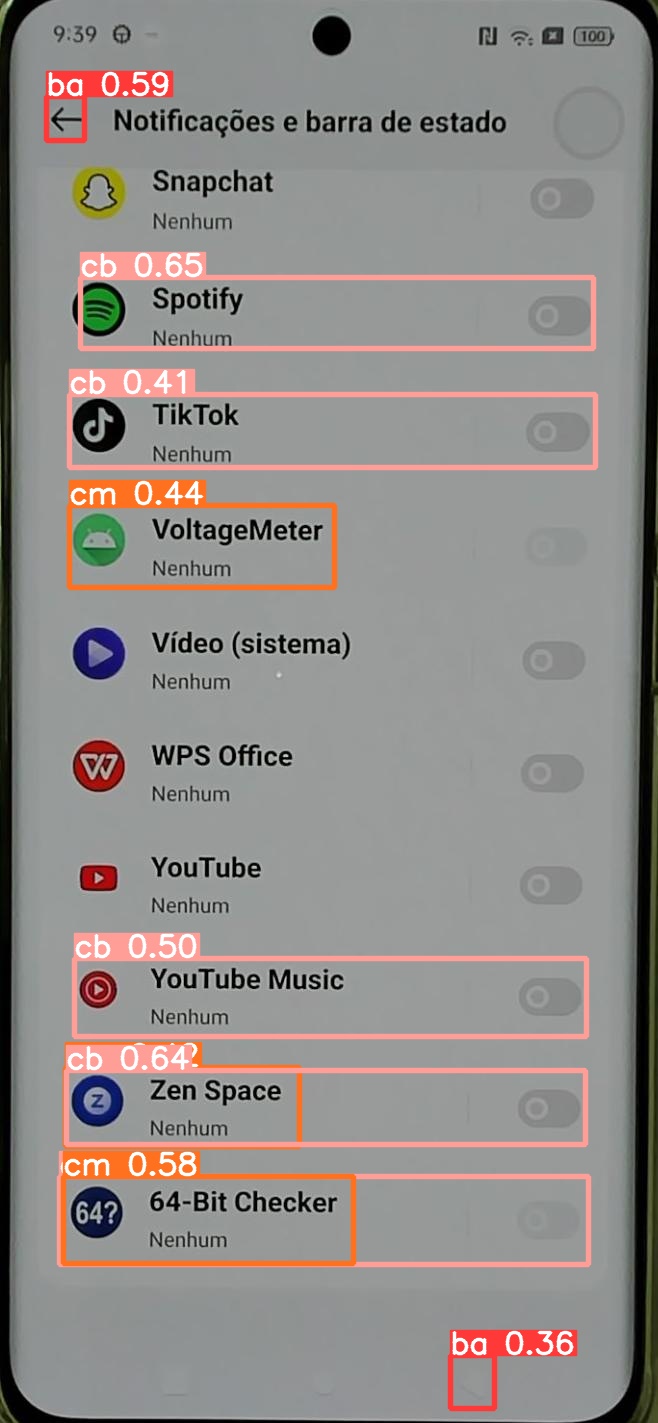 9:39
100
ba 0.59
Notificações e barra de estado
Snapchat
Nenhum
cb 0.65
Spotify
Nenhum
cb 0.41
TikTok
Nenhum
cm 0.44
VoltageMeter
Nenhum
Vídeo (sistema)
Nenhum
WPS Office
Nenhum
YouTube
Nenhum
cb 0.50
YouTube Music
Nenhum
cb 0.64
Zen Space
Nenhum
cm 0.58
64-Bit Checker
64?
Nenhum
ba 0.36